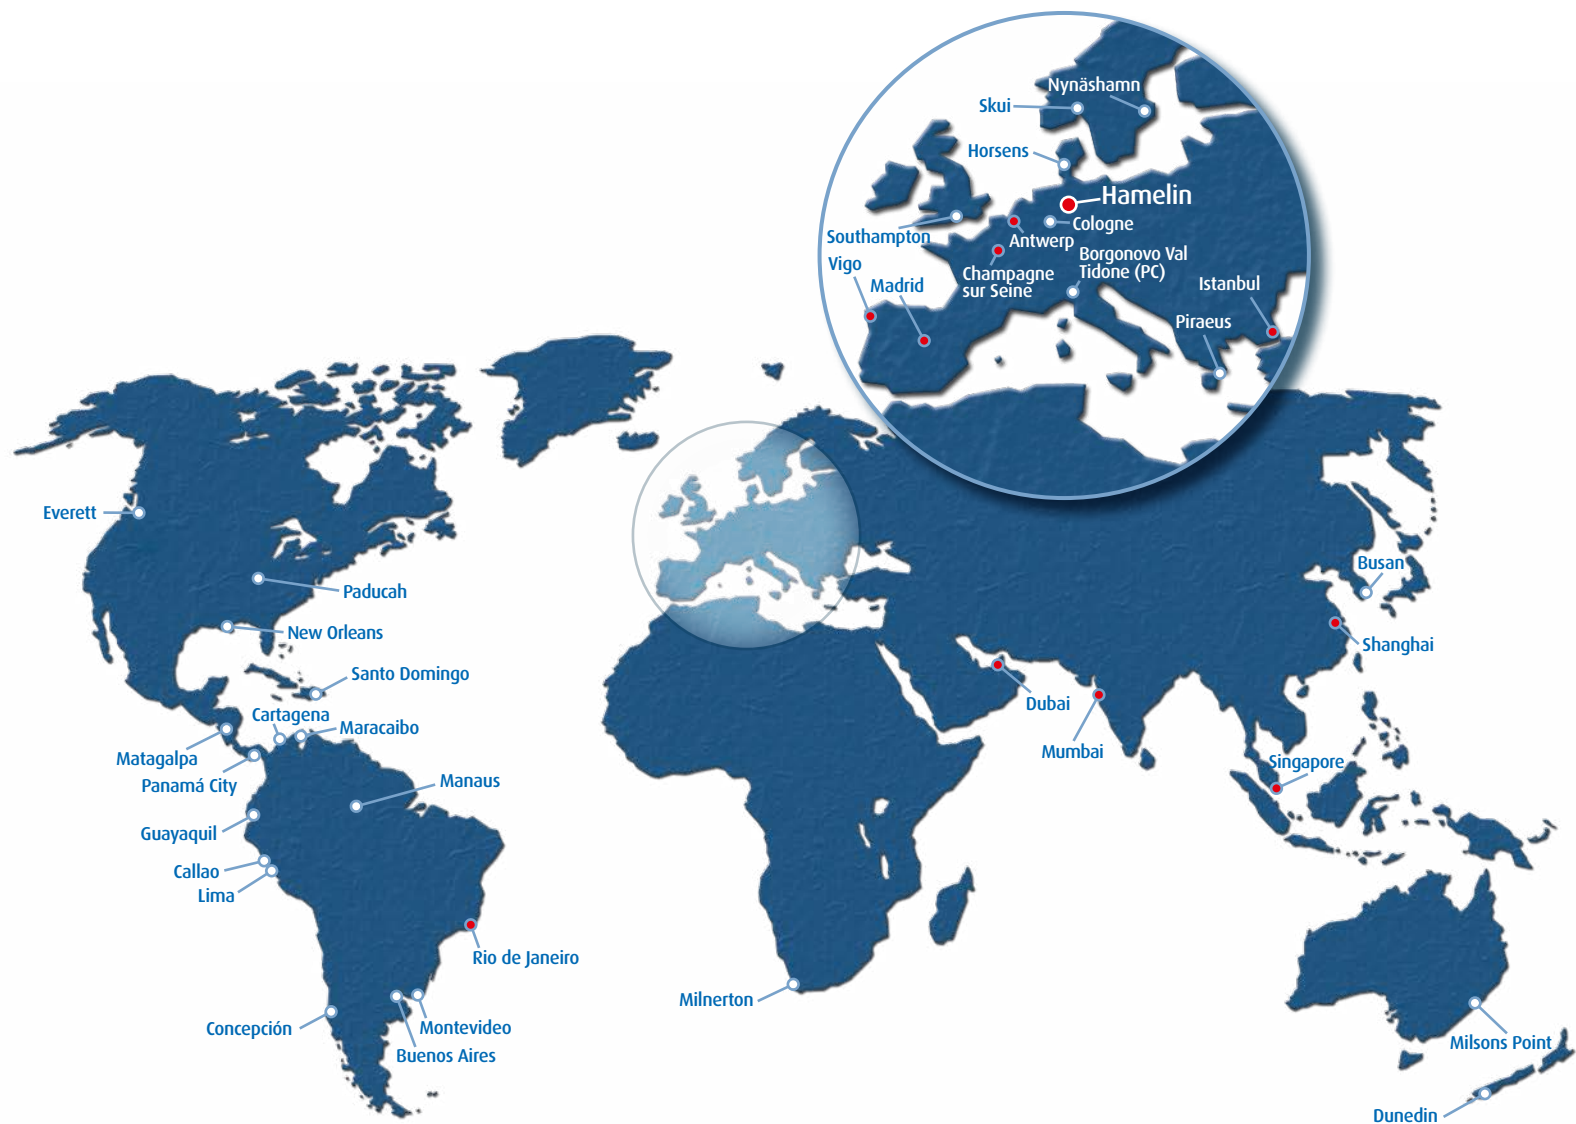 Nynäshamn
Skui
Horsens
Hamelin
Cologne
Southampton
Antwerp
Borgonovo Val
Tidone (PC)
Vigo
Champagne
sur Seine
Madrid
Istanbul
Piraeus
Everett
Paducah
New Orleans
Santo Domingo
Cartagena
Maracaibo
Matagalpa
Panamá City
Manaus
Guayaquil
Callao
Lima
Rio de Janeiro
Concepción
Montevideo
Buenos Aires
Milnerton
Busan
Shanghai
Dubai
Mumbai
Singapore
Milsons Point
Dunedin